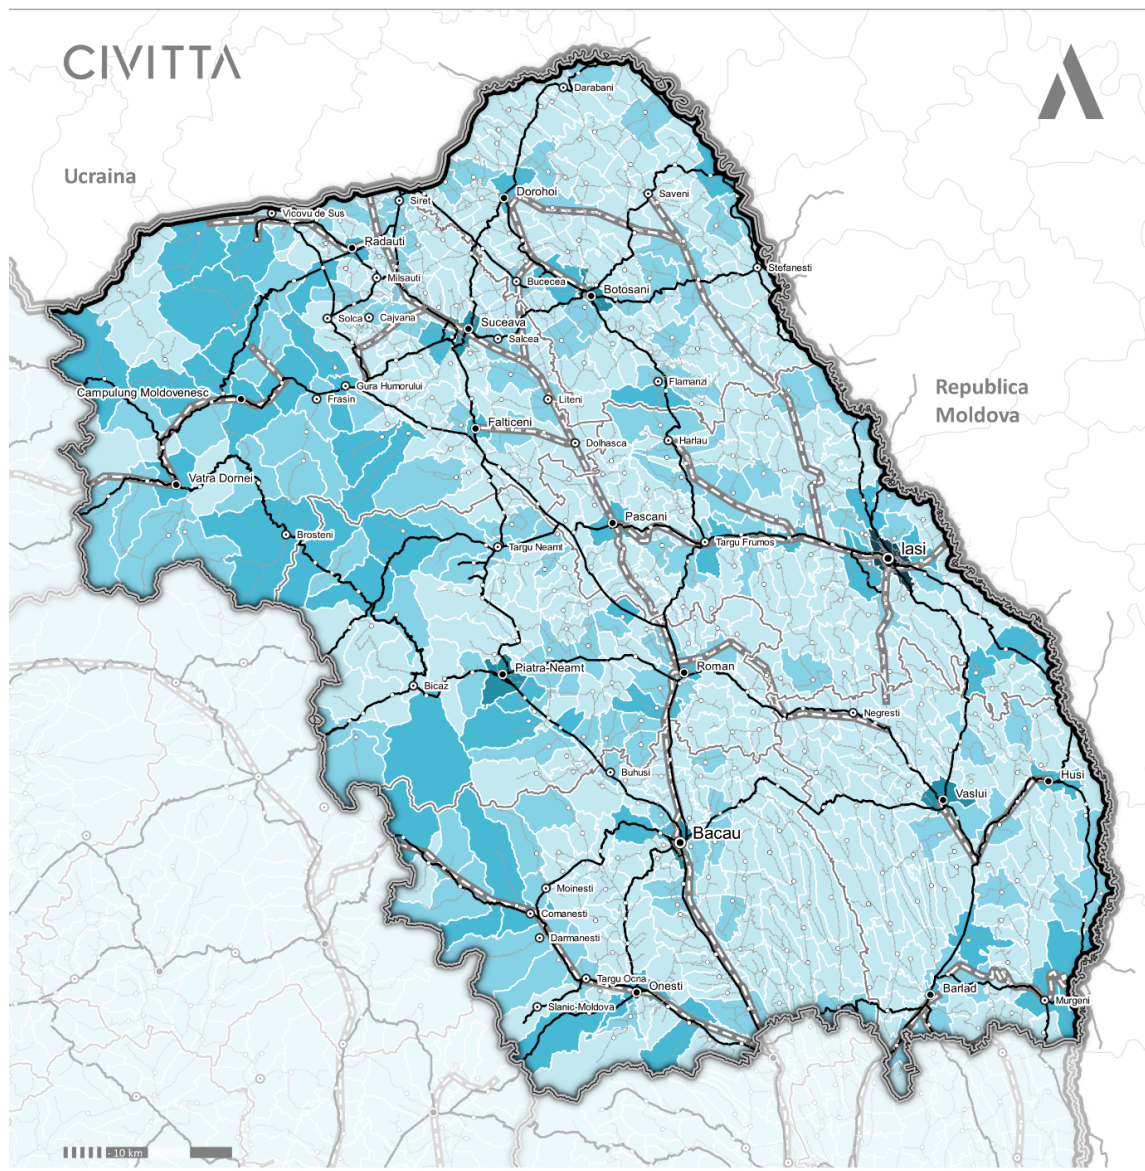 CIVITTA
Darabani
Ucraina
Dorohoi
Saveni
Siret
Vicovu de Sus
Radauti
Stefanesti
Milsauti
Bucecea
Botosani
Solca
Cajvana
Suceava
Salcea
Republica
Moldova
Flamanzi
Gura Humorului
Campulung Moldovenesc
Frasin
Liteni
Falticeni
Harlau
Dolhasca
Vatra Dornei
Pascani
Brosteni
Targu Neamt
Targu Frumos
Iasi
Piatra-Neamt
Roman
Bicaz
Negresti
Buhusi
Husi
Vaslui
Bacau
Moinesti
Comanesti
Darmanesti
Targu Ocna
Onesti
Barlad
Slanic-Moldova
Murgeni
- 10 km